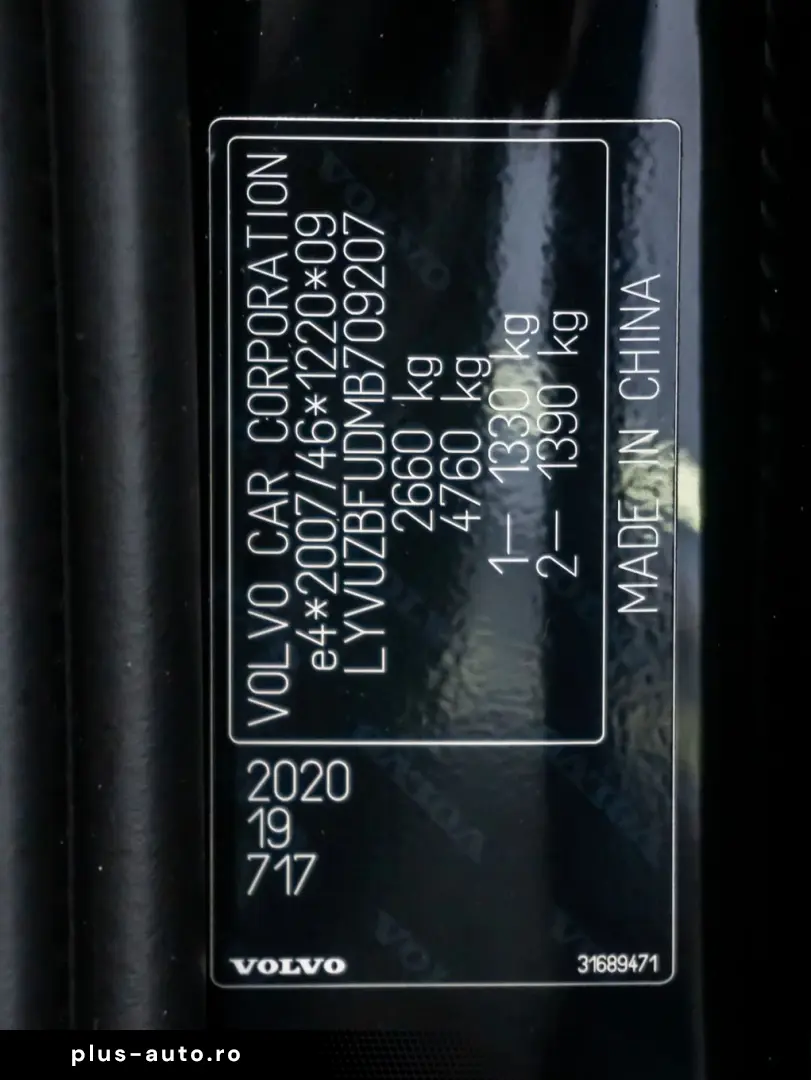 VOLVO CAR CORPORATION
e4*2007/46*1220*09
LYVUZBFUDMB709207
2660 kg
4760 kg
1— 1330 kg
2— 1390 kg
MADE IN CHINA
2020
19
717
VOLVO
31689471
plus-auto.ro